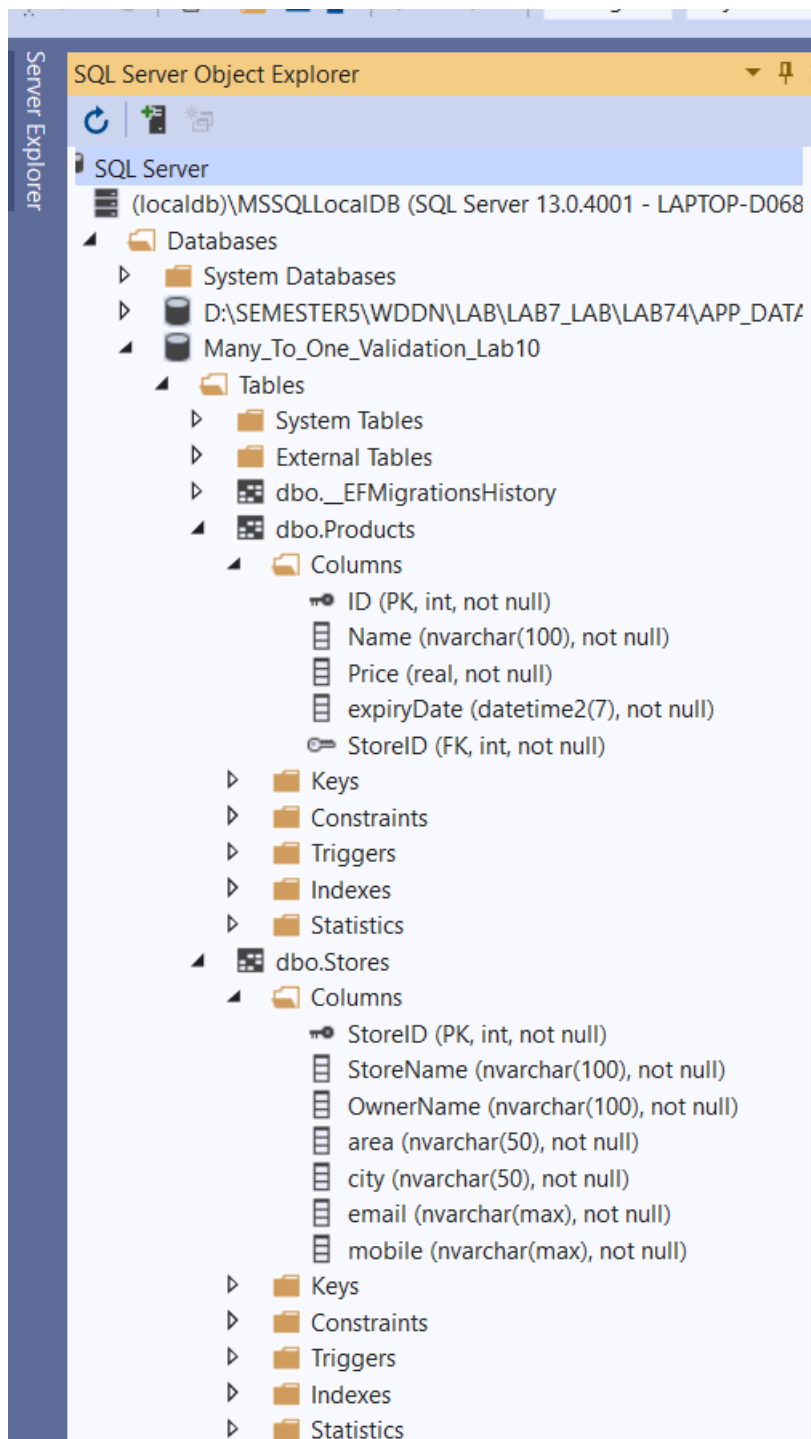 Server Explorer
SQL Server Object Explorer
SQL Server
(localdb)\MSSQLLocalDB (SQL Server 13.0.4001 - LAPTOP-D068
Databases
System Databases
D:\SEMESTER5\WDDN\LAB\LAB7_LAB\LAB74\APP_DATA
Many_To_One_Validation_Lab10
Tables
System Tables
External Tables
dbo.__EFMigrationsHistory
dbo.Products
Columns
ID (PK, int, not null)
Name (nvarchar(100), not null)
Price (real, not null)
expiryDate (datetime2(7), not null)
StoreID (FK, int, not null)
Keys
Constraints
Triggers
Indexes
Statistics
dbo.Stores
Columns
StoreID (PK, int, not null)
StoreName (nvarchar(100), not null)
OwnerName (nvarchar(100), not null)
area (nvarchar(50), not null)
city (nvarchar(50), not null)
email (nvarchar(max), not null)
mobile (nvarchar(max), not null)
Keys
Constraints
Triggers
Indexes
Statistics